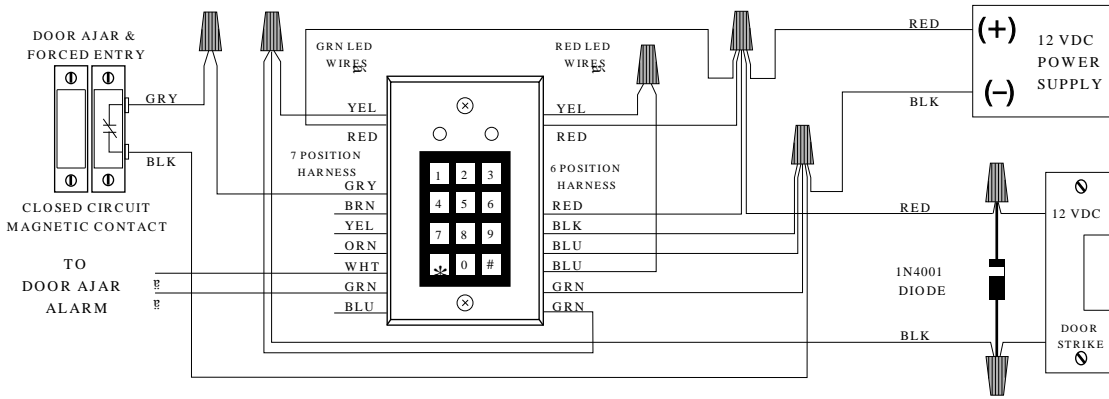 DOOR AJAR &
FORCED ENTRY
GRY
BLK
CLOSED CIRCUIT
MAGNETIC CONTACT
TO
DOOR AJAR
ALARM
GRN LED
WIRES
YEL
RED
7 POSITION
HARNESS
GRY
BRN
YEL
ORN
WHT
GRN
BLU
1 2 3
4 5 6
7 8 9
* 0 #
RED LED
WIRES
YEL
RED
6 POSITION
HARNESS
RED
BLK
BLU
BLU
GRN
GRN
RED
(+)
12 VDC
POWER
SUPPLY
(-)
BLK
RED
12 VDC
1N4001
DIODE
BLK
DOOR
STRIKE